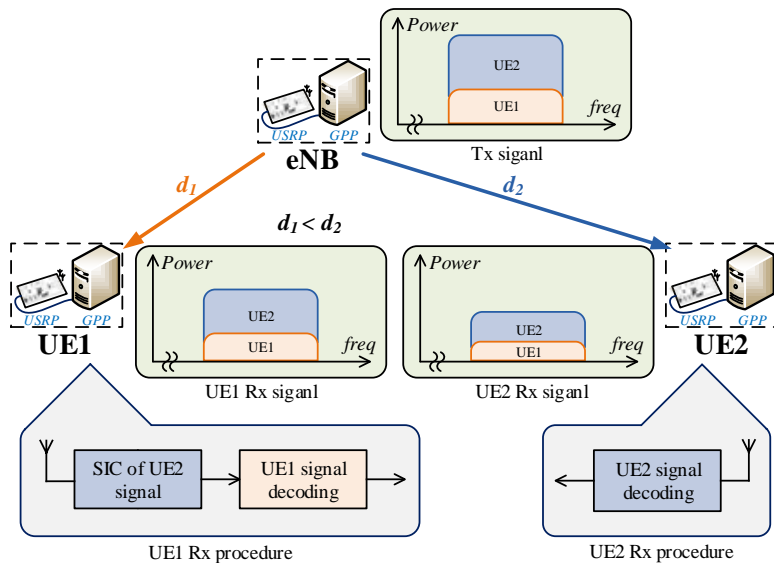 Power
UE2
UE1
freq
Tx siganl
USRP
GPP
eNB
d1
d2
d1 < d2
USRP
GPP
UE1
Power
UE2
UE1
freq
UE1 Rx siganl
Power
UE2
UE1
freq
UE2 Rx siganl
USRP
GPP
UE2
SIC of UE2
signal
UE1 signal
decoding
UE1 Rx procedure
UE2 signal
decoding
UE2 Rx procedure